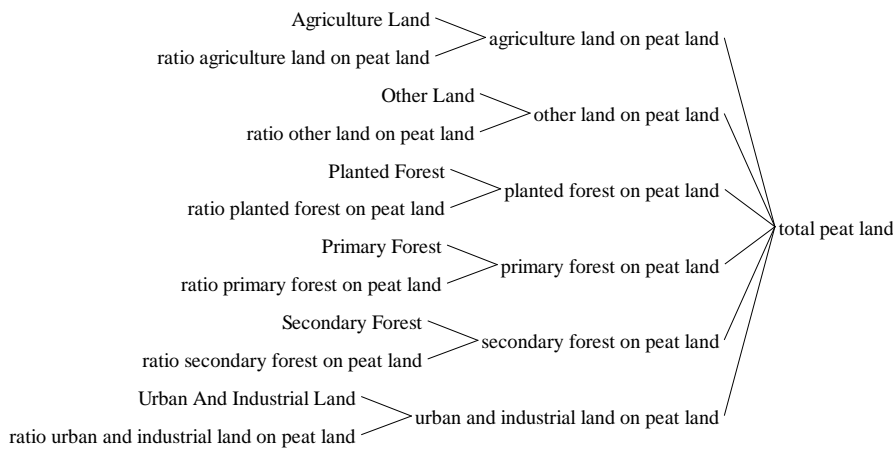 Agriculture Land
agriculture land on peat land
ratio agriculture land on peat land
Other Land
other land on peat land
ratio other land on peat land
Planted Forest
planted forest on peat land
ratio planted forest on peat land
total peat land
Primary Forest
primary forest on peat land
ratio primary forest on peat land
Secondary Forest
secondary forest on peat land
ratio secondary forest on peat land
Urban And Industrial Land
urban and industrial land on peat land
ratio urban and industrial land on peat land